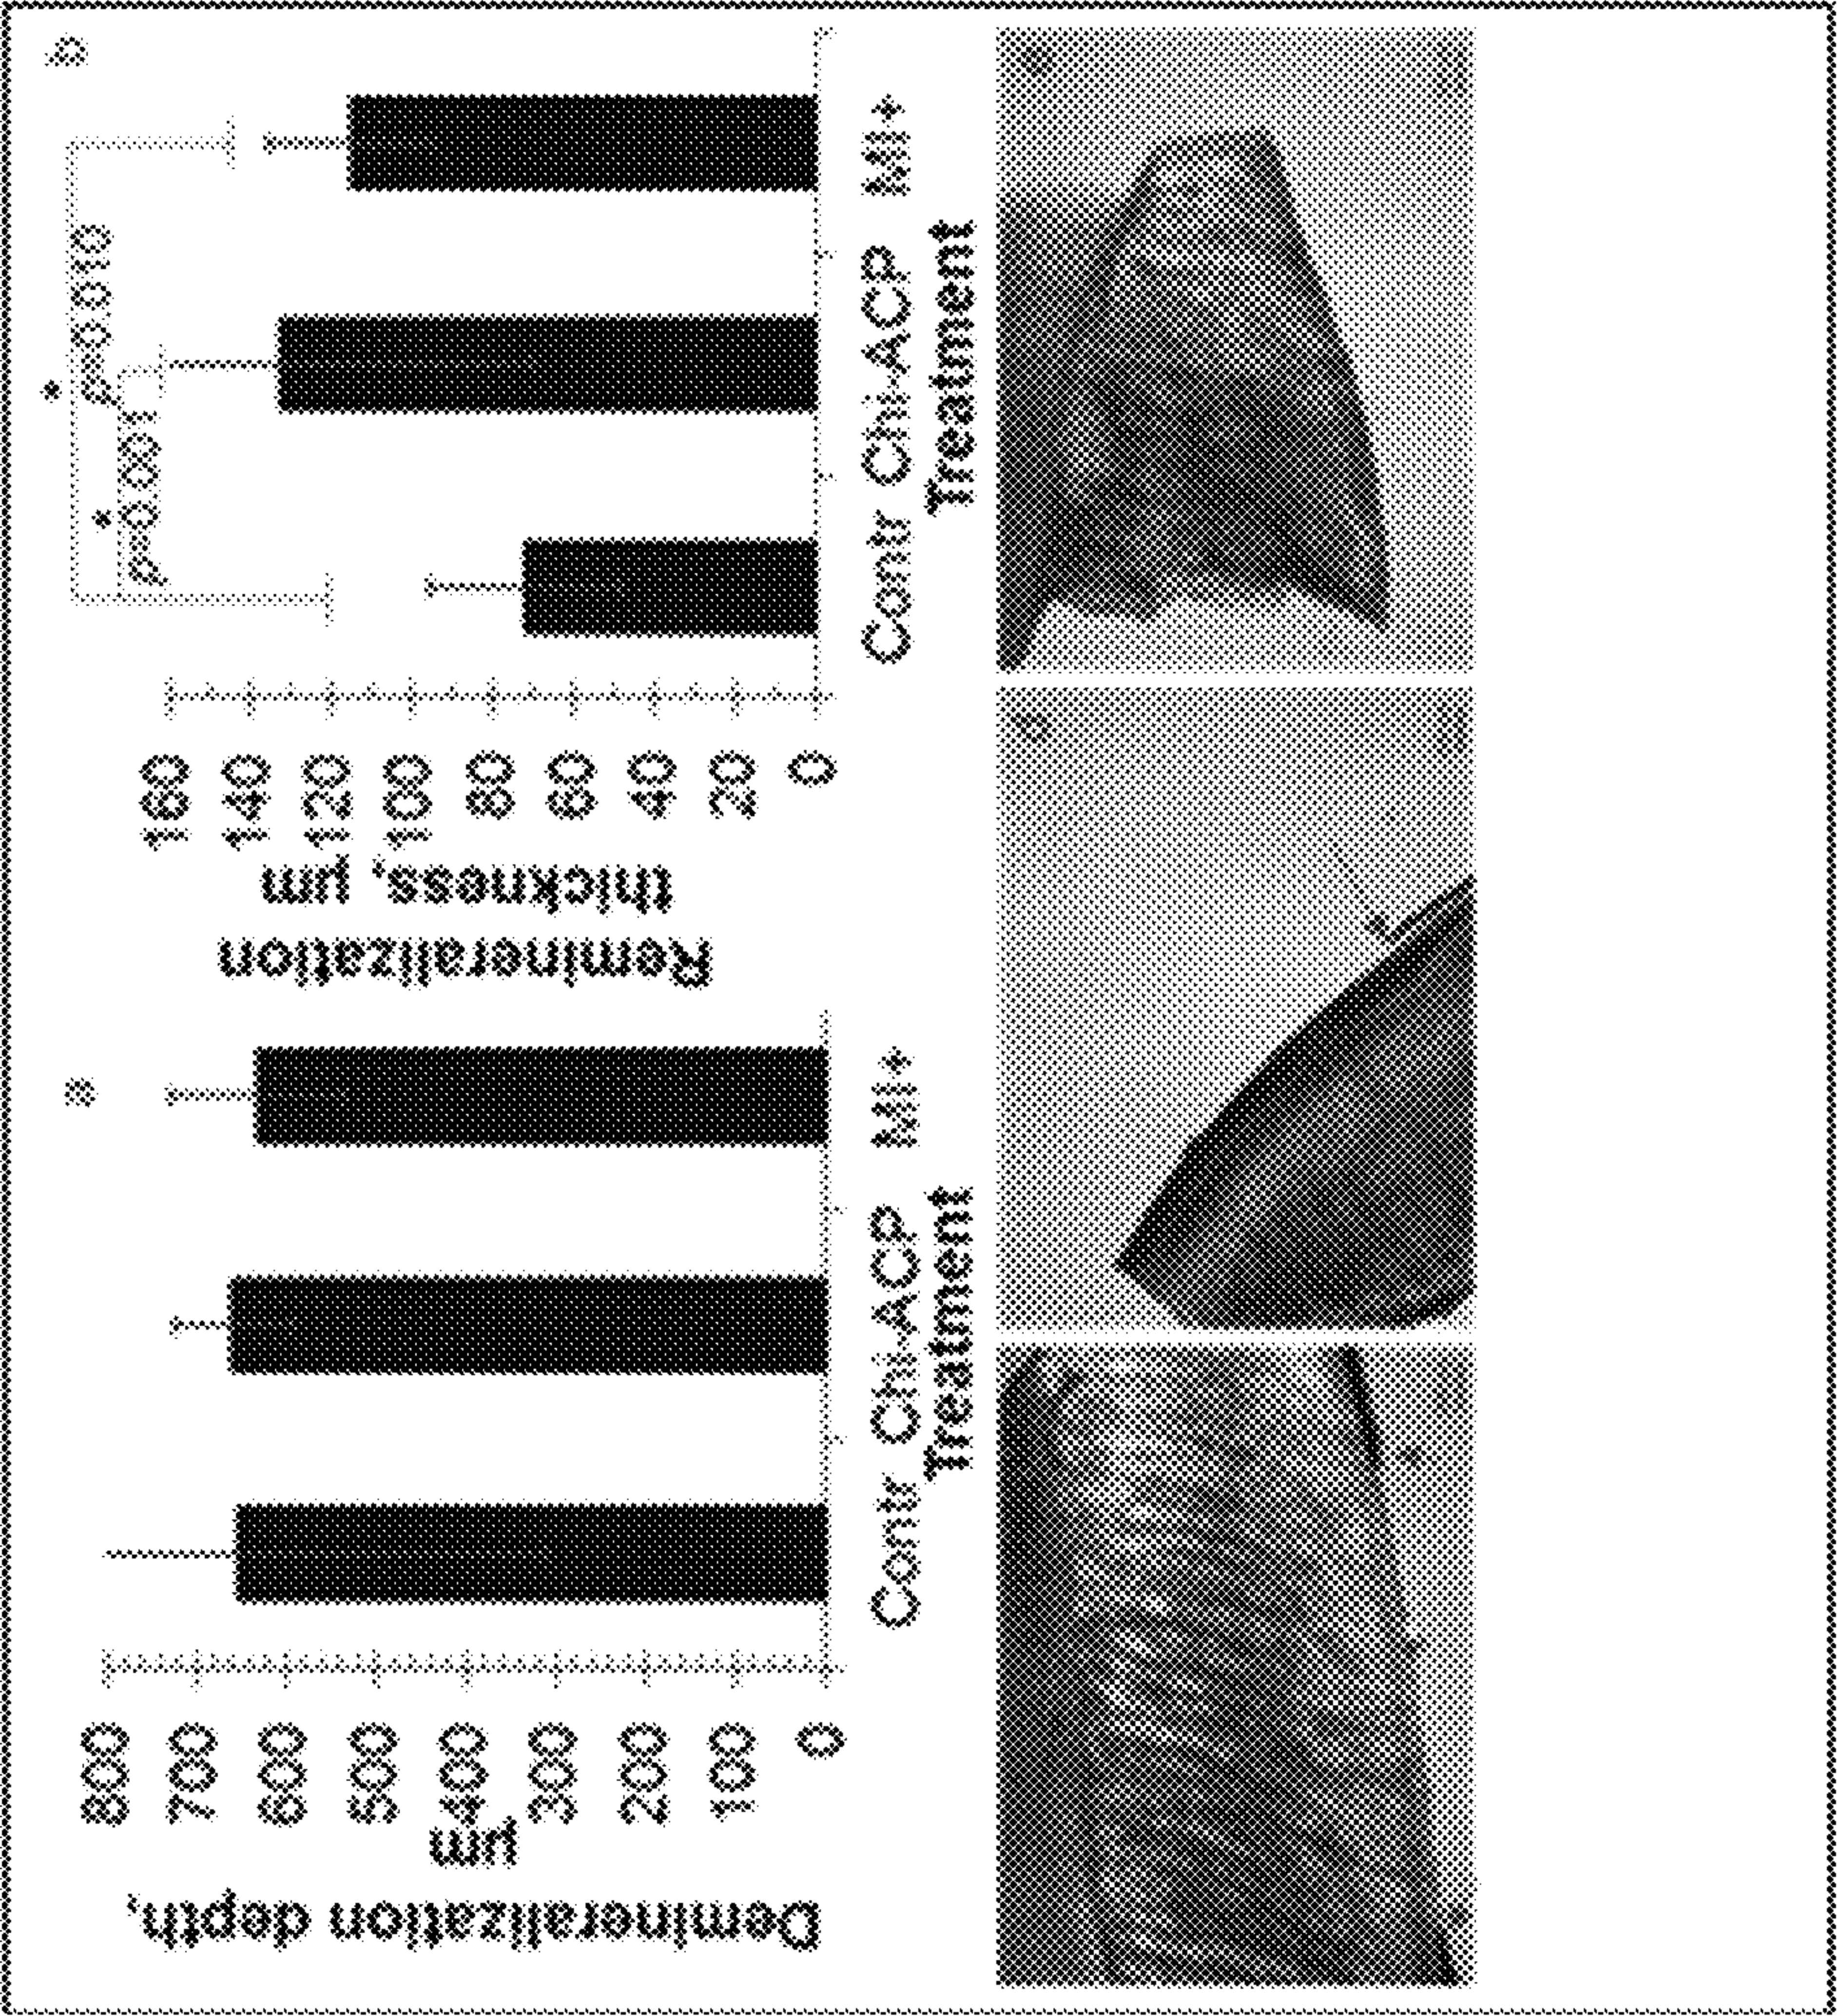 Demineralization depth,
µm
800
700
600
500
400
300
200
100
0
a
Contr Chi-ACP MI+
Treatment
Remineralization
thickness, µm
160
140
120
100
80
60
40
20
0
b
*
p=0.010
*
p=0.001
Contr Chi-ACP MI+
Treatment